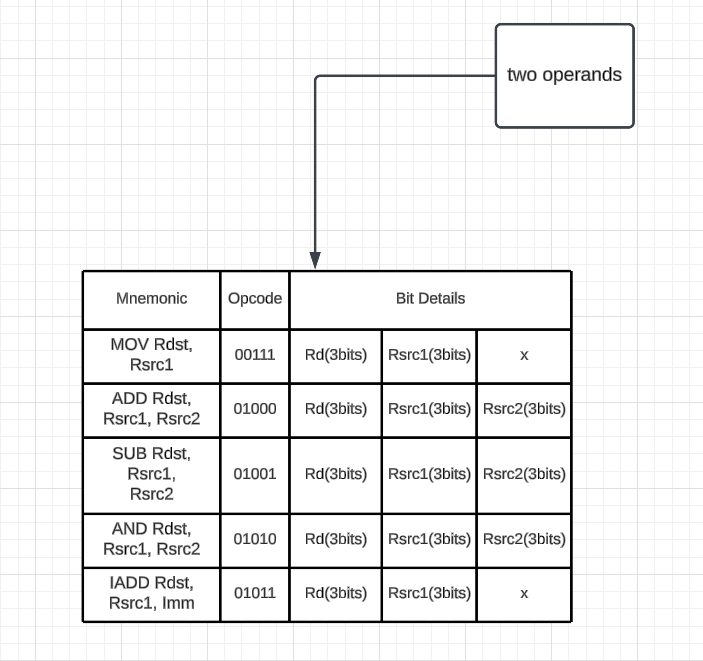 two operands
Mnemonic Opcode Bit Details
MOV Rdst,
Rsrc1
00111 Rd(3bits) Rsrc1(3bits) x
ADD Rdst,
Rsrc1, Rsrc2
01000 Rd(3bits) Rsrc1(3bits) Rsrc2(3bits)
SUB Rdst,
Rsrc1,
Rsrc2
01001 Rd(3bits) Rsrc1(3bits) Rsrc2(3bits)
AND Rdst,
Rsrc1, Rsrc2
01010 Rd(3bits) Rsrc1(3bits) Rsrc2(3bits)
IADD Rdst,
Rsrc1, Imm
01011 Rd(3bits) Rsrc1(3bits) x